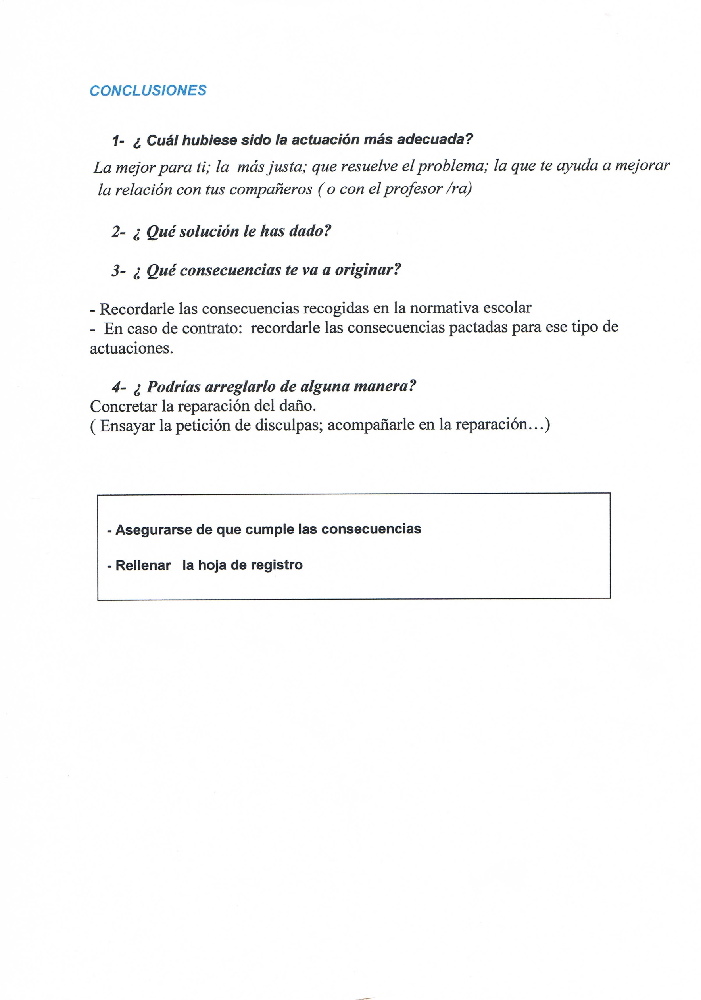 CONCLUSIONES
1- ¿ Cuál hubiese sido la actuación más adecuada?
La mejor para ti; la más justa; que resuelve el problema; la que te ayuda a mejorar
la relación con tus compañeros ( o con el profesor /ra)
2- ¿ Qué solución le has dado?
3- ¿ Qué consecuencias te va a originar?
- Recordarle las consecuencias recogidas en la normativa escolar
- En caso de contrato: recordarle las consecuencias pactadas para ese tipo de
actuaciones.
4- ¿ Podrías arreglarlo de alguna manera?
Concretar la reparación del daño.
( Ensayar la petición de disculpas; acompañarle en la reparación…)
- Asegurarse de que cumple las consecuencias
- Rellenar la hoja de registro